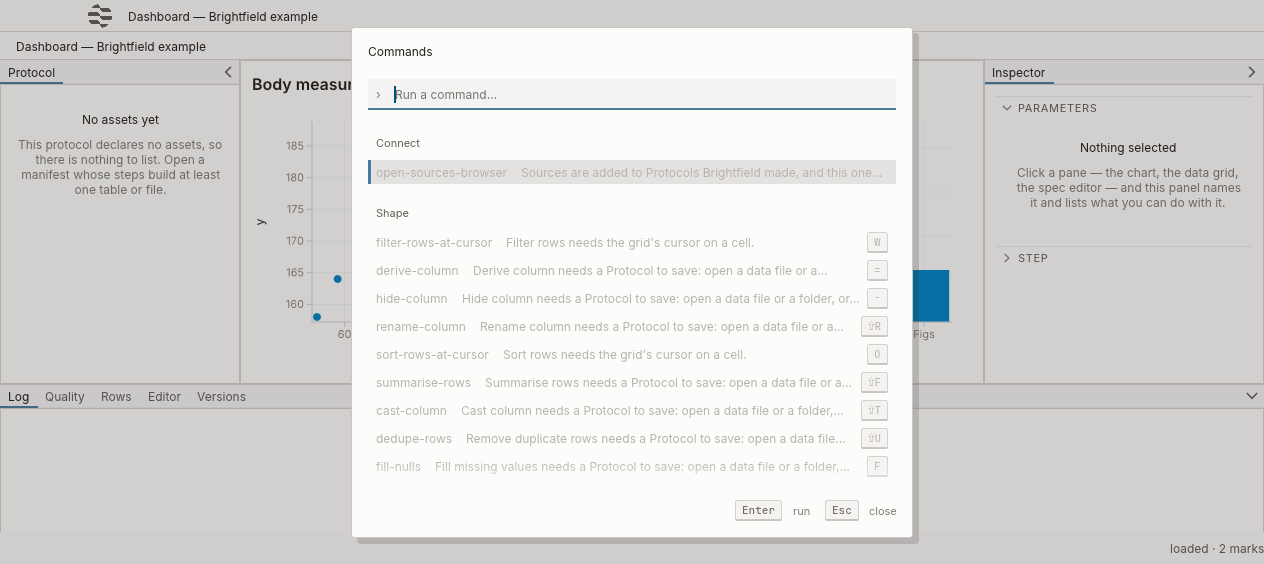 Dashboard — Brightfield example
Dashboard — Brightfield example
Protocol
No assets yet
This protocol declares no assets, so
there is nothing to list. Open a
manifest whose steps build at least
one table or file.
Body measur
185
180
175
170
165
160
y
60
Commands
› Run a command...
Connect
open-sources-browser Sources are added to Protocols Brightfield made, and this one...
Shape
filter-rows-at-cursor Filter rows needs the grid's cursor on a cell. W
derive-column Derive column needs a Protocol to save: open a data file or a... =
hide-column Hide column needs a Protocol to save: open a data file or a folder, or... -
rename-column Rename column needs a Protocol to save: open a data file or a... ⇧R
sort-rows-at-cursor Sort rows needs the grid's cursor on a cell. O
summarise-rows Summarise rows needs a Protocol to save: open a data file or a... ⇧F
cast-column Cast column needs a Protocol to save: open a data file or a folder,... ⇧T
dedupe-rows Remove duplicate rows needs a Protocol to save: open a data file... ⇧U
fill-nulls Fill missing values needs a Protocol to save: open a data file or a folder,... F
Enter run Esc close
Figs
Inspector
PARAMETERS
Nothing selected
Click a pane — the chart, the data grid,
the spec editor — and this panel names
it and lists what you can do with it.
STEP
Log Quality Rows Editor Versions
loaded · 2 marks